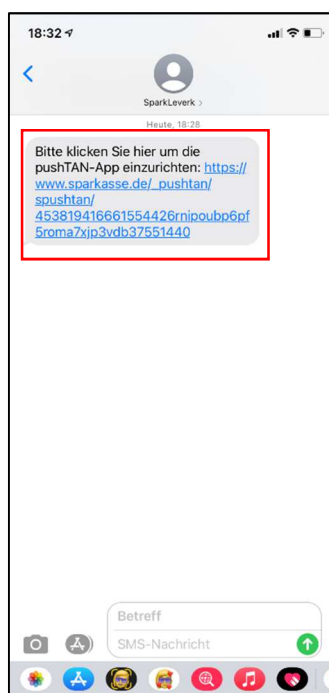 18:32
SparkLeverk >
Heute, 18:28
Bitte klicken Sie hier um die
pushTAN-App einzurichten: https://
www.sparkasse.de/_pushtan/
spushtan/
453819416661554426rnipoubp6pf
5roma7xjp3vdb37551440
Betreff
SMS-Nachricht